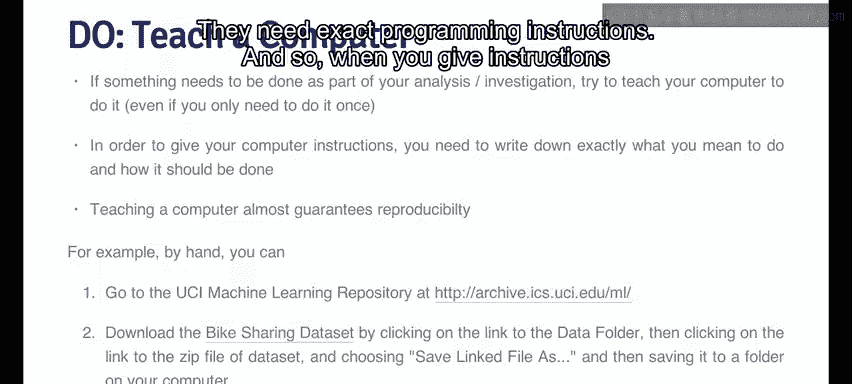 They need exact programming instructions.
DO: Teach a Computer
And so, when you give instructions
• If something needs to be done as part of your analysis / investigation, try to teach your computer to
do it (even if you only need to do it once)
• In order to give your computer instructions, you need to write down exactly what you mean to do
and how it should be done
• Teaching a computer almost guarantees reproducibilty
For example, by hand, you can
1. Go to the UCI Machine Learning Repository at http://archive.ics.uci.edu/ml/
2. Download the Bike Sharing Dataset by clicking on the link to the Data Folder, then clicking on the
link to the zip file of dataset, and choosing "Save Linked File As..." and then saving it to a folder
on your computer